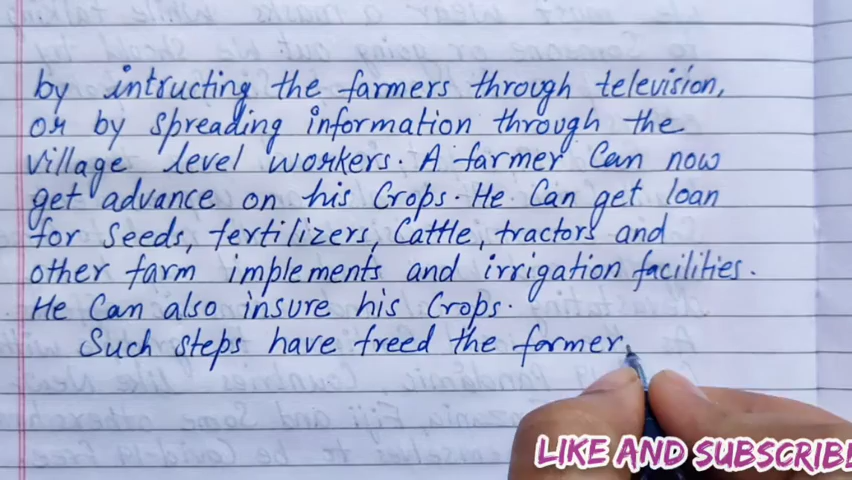 by intructing the farmers through television,
or by spreading information through the
village level workers. A farmer Can now
get advance on his Crops. He Can get loan
for Seeds, fertilizers, Cattle, tractors and
other farm implements and irrigation facilities.
He Can also insure his Crops.
Such steps have freed the farmer
LIKE AND SUBSCRIBE